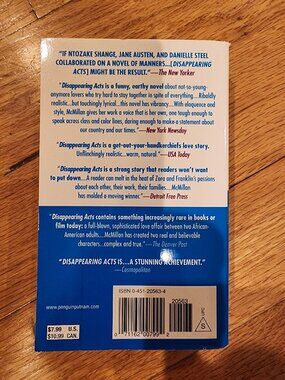 "IF NTOZAKE SHANGE, JANE AUSTEN, AND DANIELLE STEEL
COLLABORATED ON A NOVEL OF MANNERS...[DISAPPEARING
ACTS] MIGHT BE THE RESULT."—The New Yorker
"Disappearing Acts is a funny, earthy novel about not-so-young-
anymore lovers who try hard to stay together in spite of everything... Ribaldly
realistic...but touchingly lyrical...this novel has vibrancy... With eloquence and
style, McMillan gives her work a voice that is her own, one tough enough to
speak across class and color lines, daring enough to make a statement about
our country and our times."—New York Newsday
"Disappearing Acts is a get-out-your-handkerchiefs love story.
Unflinchingly realistic...warm, natural."—USA Today
"Disappearing Acts is a strong story that readers won't want
to put down... A reader can melt in the heat of Zora and Franklin's passions
about each other, their work, their families... McMillan
has molded a moving winner."—Detroit Free Press
"Disappearing Acts contains something increasingly rare in books or
film today: a full-blown, sophisticated love affair between two African-
American adults...McMillan has created two real and believable
characters...complex and true."—The Denver Post
"DISAPPEARING ACTS IS...A STUNNING ACHIEVEMENT."
—Cosmopolitan
ISBN 0-451-20563-4
20563
0 71162 00799 2
S
UPC
www.penguinputnam.com
$7.99 U.S.
$10.99 CAN.